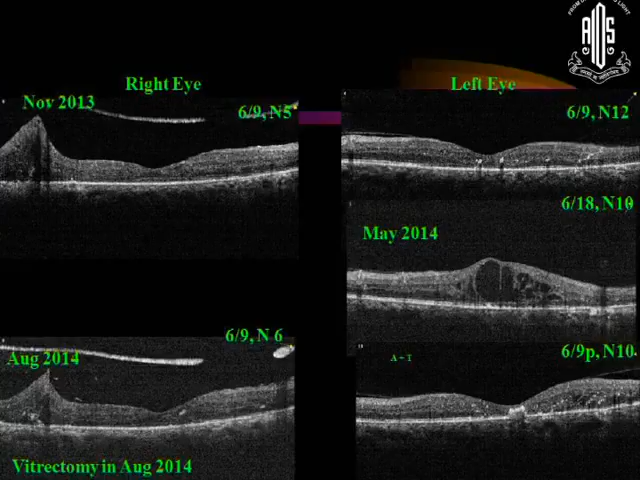 Right Eye
Left Eye
Nov 2013
6/9, N5
6/9, N12
6/18, N10
May 2014
6/9, N 6
Aug 2014
A - I
6/9p, N10
Vitrectomy in Aug 2014